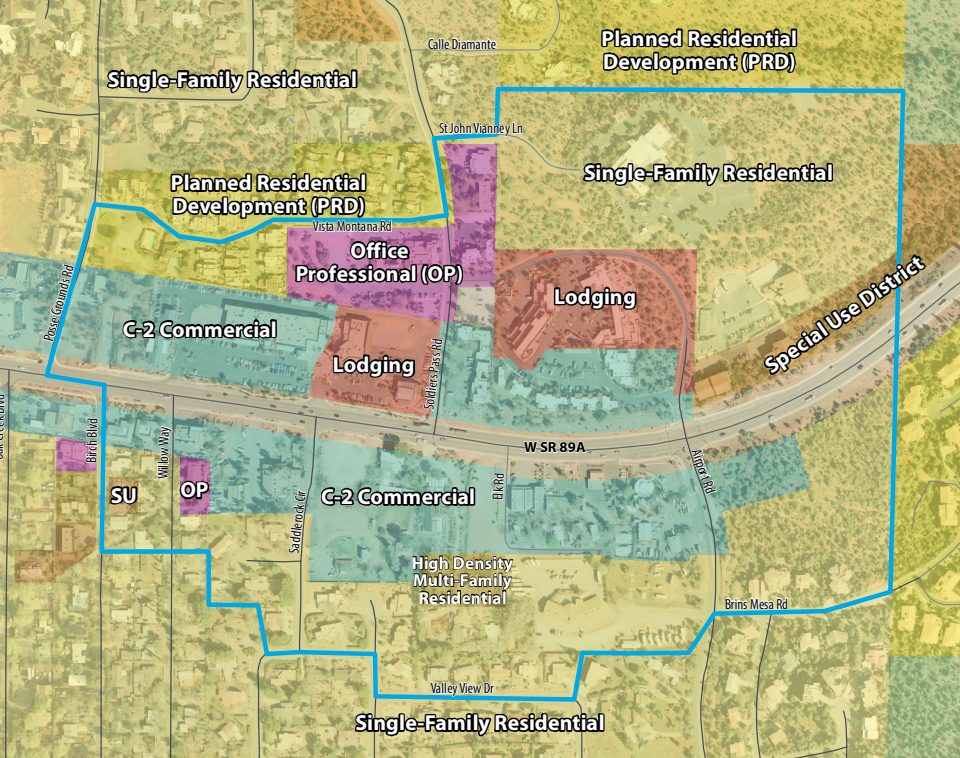 Calle Diamante
Planned Residential
Development (PRD)
Single-Family Residential
St John Vianney Ln
Single-Family Residential
Planned Residential
Development (PRD)
Vista Montana Rd
Office
Professional (OP)
Posse Grounds Rd
Lodging
Special Use District
C-2 Commercial
Lodging
Soldiers Pass Rd
W SR 89A
Birch Blvd
Willow Way
Airport Rd
SU
OP
C-2 Commercial
Elk Rd
Saddlerock Cir
High Density
Multi-Family
Residential
Brins Mesa Rd
Valley View Dr
Single-Family Residential